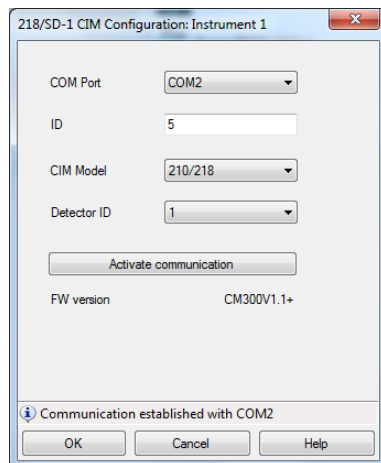 218/SD-1 CIM Configuration: Instrument 1
COM Port COM2
ID 5
CIM Model 210/218
Detector ID 1
Activate communication
FW version CM300V1.1+
Communication established with COM2
OK Cancel Help